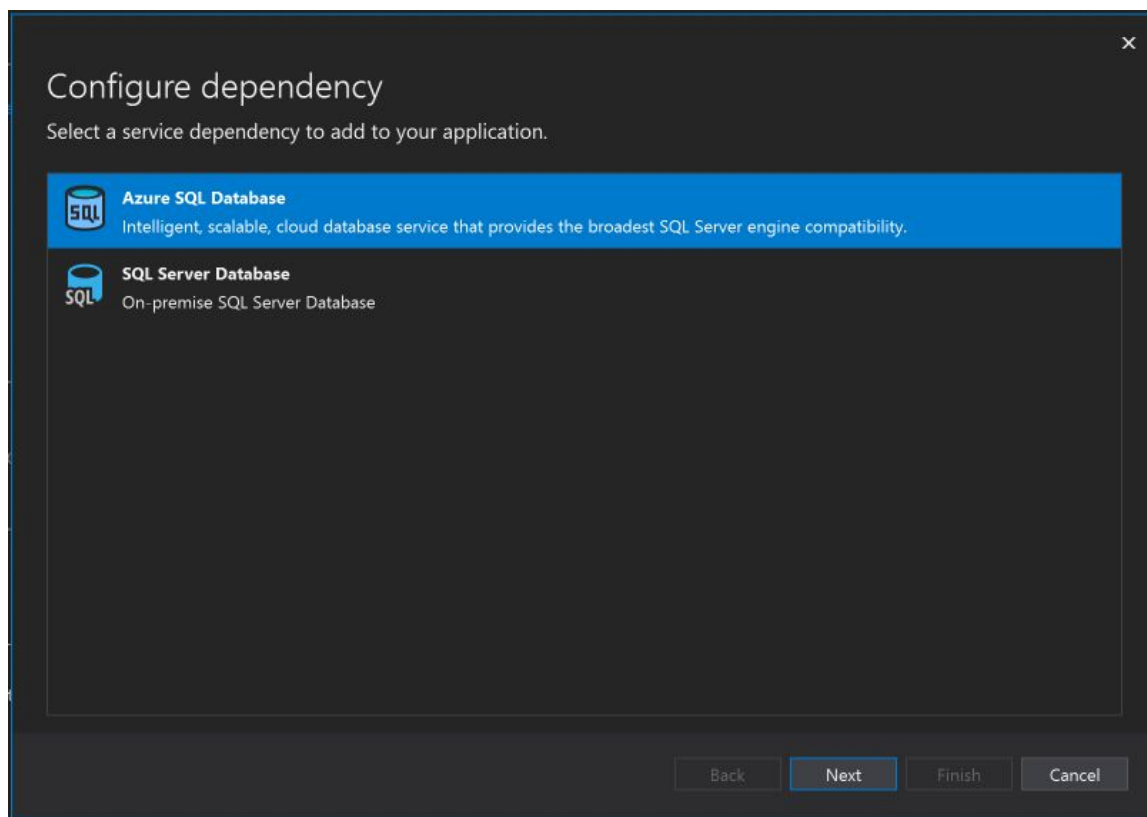 Configure dependency
Select a service dependency to add to your application.
SQL
Azure SQL Database
Intelligent, scalable, cloud database service that provides the broadest SQL Server engine compatibility.
SQL
SQL Server Database
On-premise SQL Server Database
Back
Next
Finish
Cancel